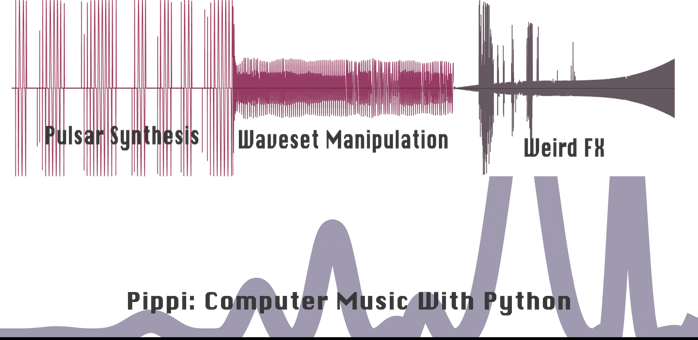 Pulsar Synthesis
Waveset Manipulation
Weird FX
Pippi: Computer Music With Python